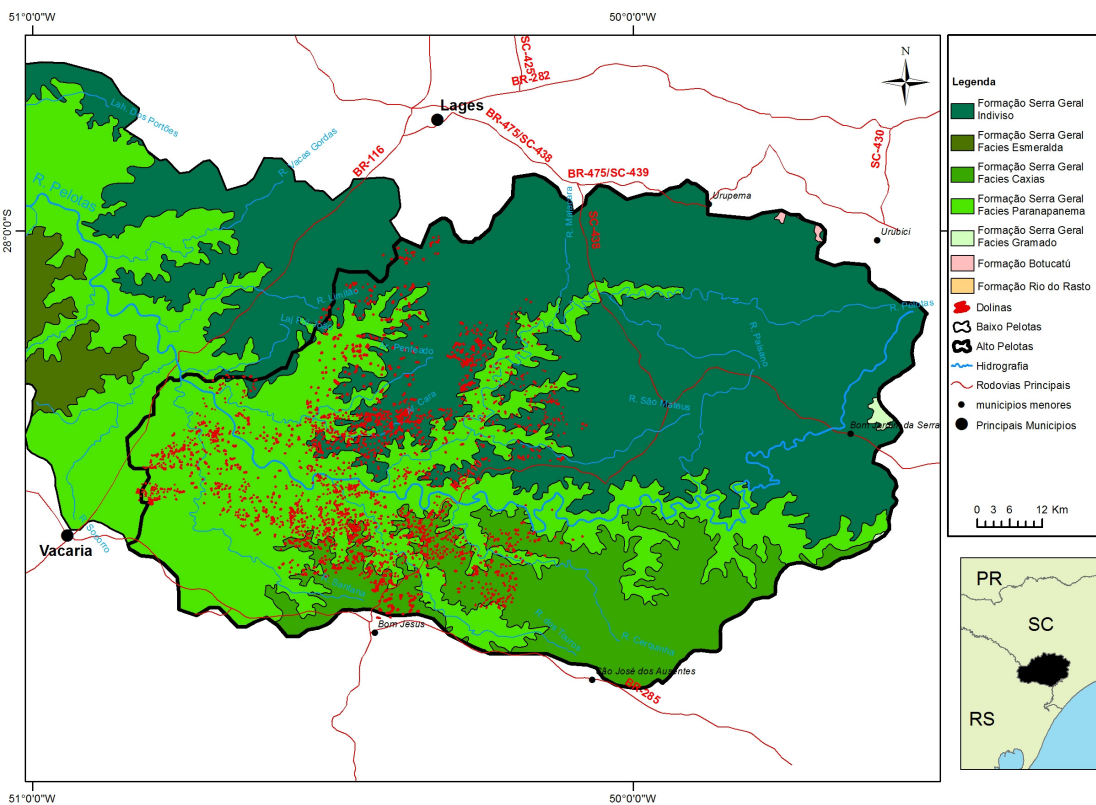 51°0'0"W
50°0'0"W
28°0'0"S
SC-425
BR-282
Lages
BR-475/SC-438
BR-116
BR-475/SC-439
SC-430
SC-438
Urupema
Urubici
Lah. dos Portões
R. Vacas Gordas
R. Pelotas
R. Limitão
R. Pelotas
R. São Mateus
Bom Jardim da Serra
Vacaria
Bom Jesus
São José dos Ausentes
BR-285
51°0'0"W
50°0'0"W
N
Legenda
Formação Serra Geral
Indiviso
Formação Serra Geral
Facies Esmeralda
Formação Serra Geral
Facies Caxias
Formação Serra Geral
Facies Paranapanema
Formação Serra Geral
Facies Gramado
Formação Botucatú
Formação Rio do Rasto
Dolinas
Baixo Pelotas
Alto Pelotas
Hidrografia
Rodovias Principais
municipios menores
Principais Municipios
0 3 6 12 Km
PR
SC
RS